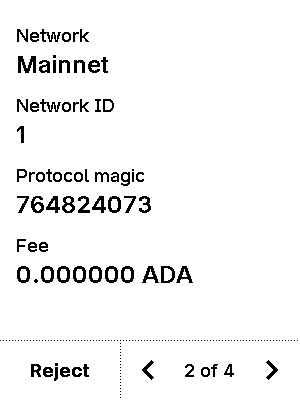 Network
Mainnet
Network ID
1
Protocol magic
764824073
Fee
0.000000 ADA
Reject
2 of 4